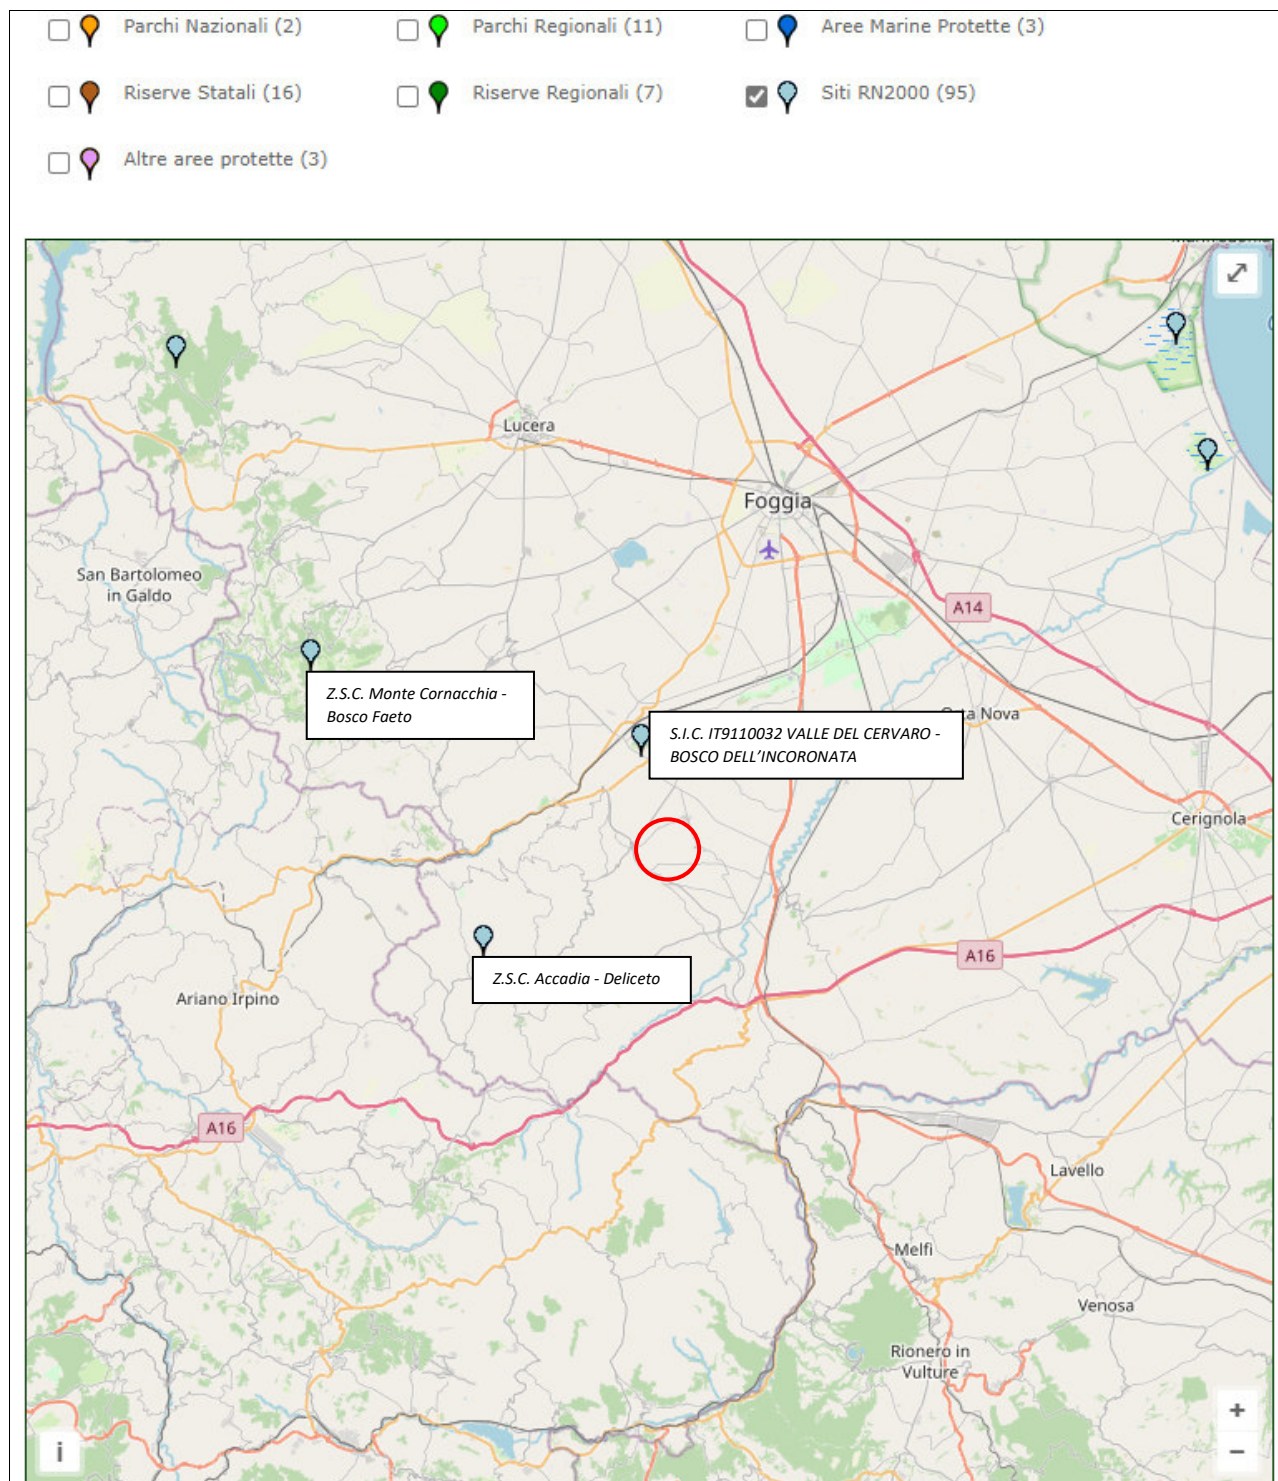 Parchi Nazionali (2)
Parchi Regionali (11)
Aree Marine Protette (3)
Riserve Statali (16)
Riserve Regionali (7)
Siti RN2000 (95)
Altre aree protette (3)
Lucera
Foggia
San Bartolomeo
in Galdo
A14
Z.S.C. Monte Cornacchia -
Bosco Faeto
S.I.C. IT9110032 VALLE DEL CERVARO -
BOSCO DELL'INCORONATA
Orta Nova
Cerignola
Z.S.C. Accadia - Deliceto
A16
Ariano Irpino
A16
Lavello
Melfi
Venosa
Rionero in
Vulture
+
i
−